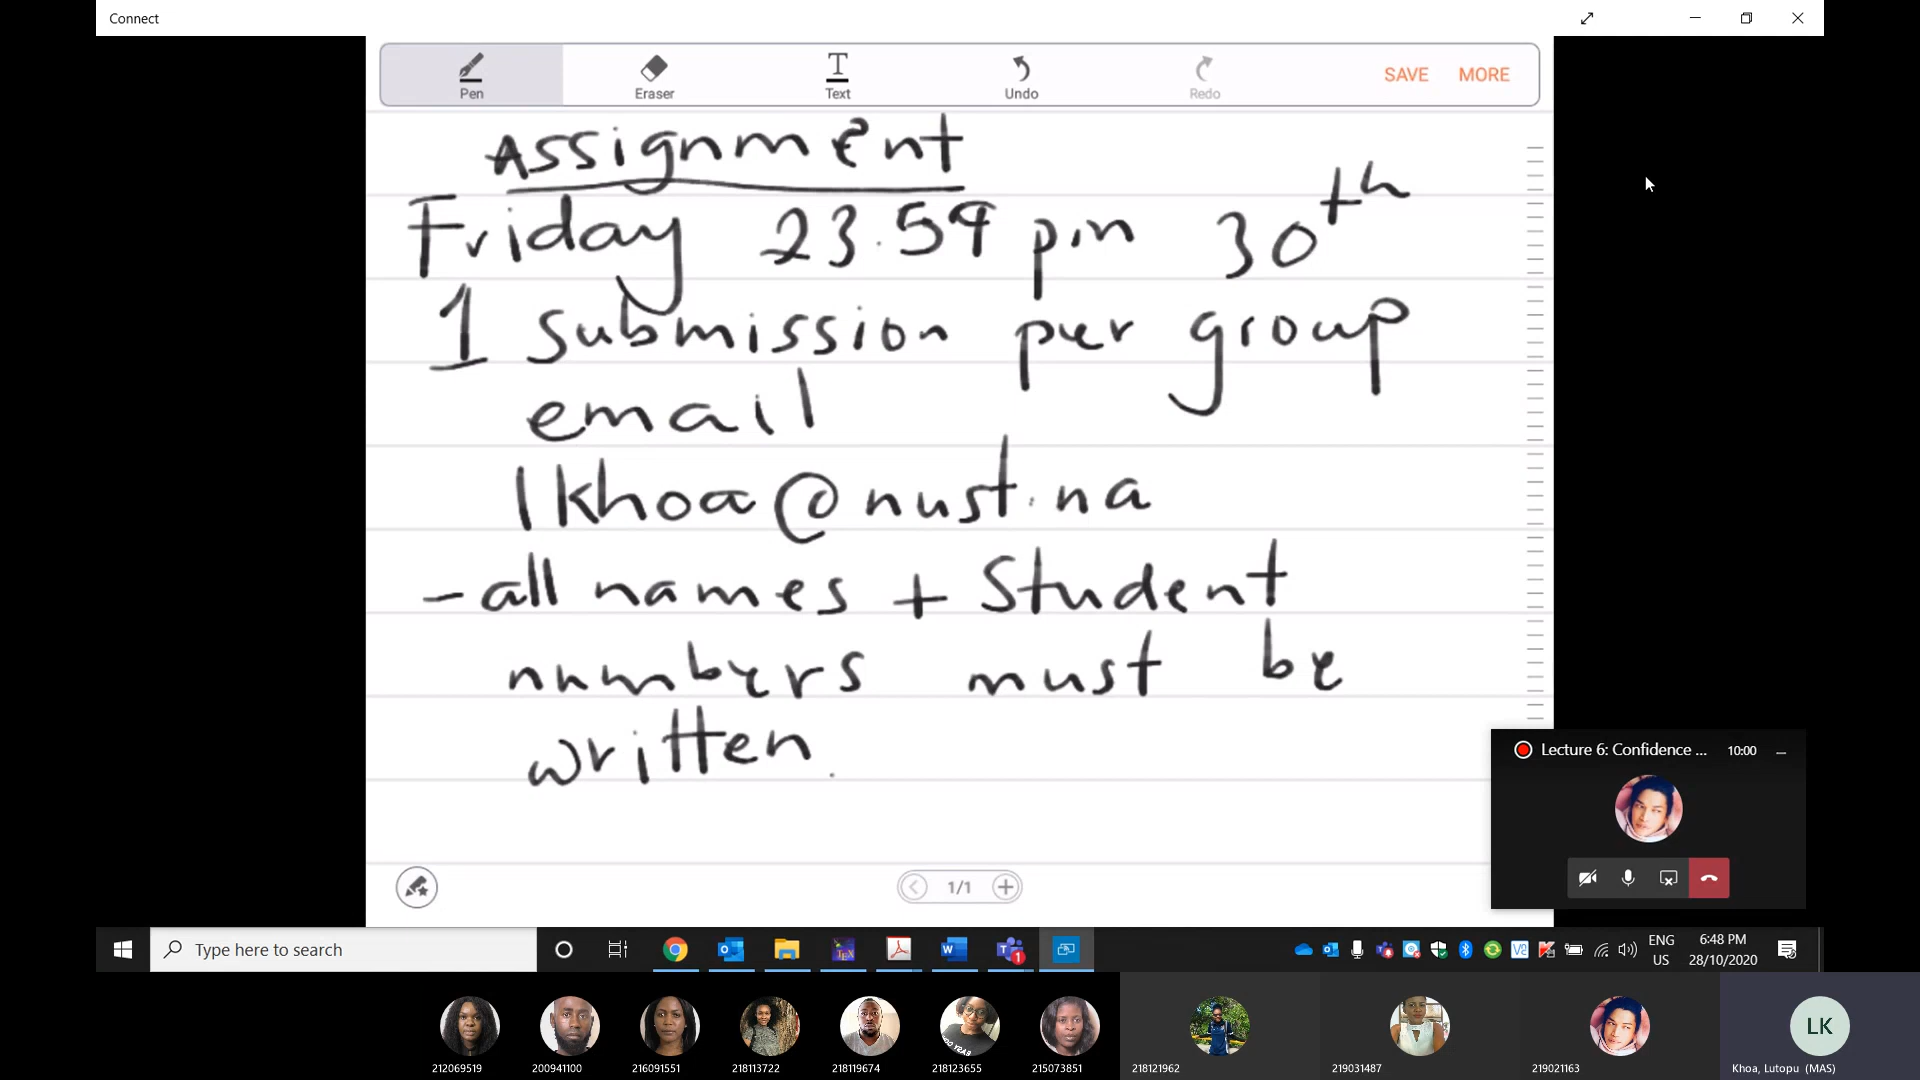 Connect
Pen
Eraser
Text
Undo
Redo
SAVE
MORE
Assignment
Friday 23.59 pm 30th
1 submission per group
email
lkhoa@nust.na
- all names + Student
numbers must be
written.
1/1
Lecture 6: Confidence ...
10:00
Type here to search
1
ENG
US
6:48 PM
28/10/2020
LK
212069519
200941100
216091551
218113722
218119674
218123655
215073851
218121962
219031487
219021163
Khoa, Lutopu (MAS)